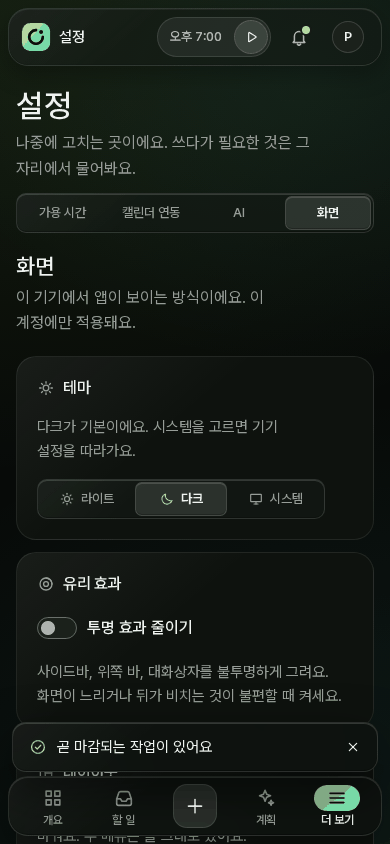 설정
오후 7:00
P
설정
나중에 고치는 곳이에요. 쓰다가 필요한 것은 그
자리에서 물어봐요.
가용 시간
캘린더 연동
AI
화면
화면
이 기기에서 앱이 보이는 방식이에요. 이
계정에만 적용돼요.
테마
다크가 기본이에요. 시스템을 고르면 기기
설정을 따라가요.
라이트
다크
시스템
유리 효과
투명 효과 줄이기
사이드바, 위쪽 바, 대화상자를 불투명하게 그려요.
화면이 느리거나 뒤가 비치는 것이 불편할 때 켜세요.
곧 마감되는 작업이 있어요
개요
할 일
계획
더 보기